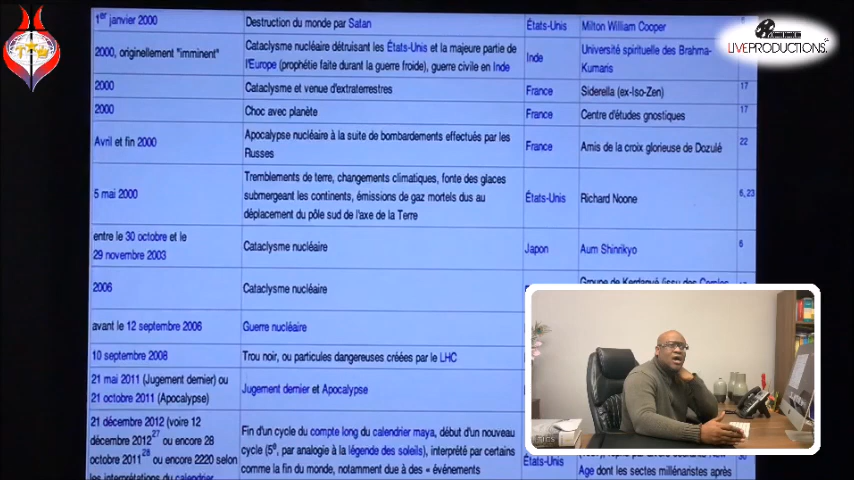 1er janvier 2000
Destruction du monde par Satan
États-Unis
Milton William Cooper
LIVEPRODUCTIONS.
2000, originellement "imminent"
Cataclysme nucléaire détruisant les États-Unis et la majeure partie de
l'Europe (prophétie faite durant la guerre froide), guerre civile en Inde
Inde
Université spirituelle des Brahma-
Kumaris
2000
Cataclysme et venue d'extraterrestres
France
Siderella (ex-Iso-Zen)
17
2000
Choc avec planète
France
Centre d'études gnostiques
17
Avril et fin 2000
Apocalypse nucléaire à la suite de bombardements effectués par les
Russes
France
Amis de la croix glorieuse de Dozulé
22
5 mai 2000
Tremblements de terre, changements climatiques, fonte des glaces
submergeant les continents, émissions de gaz mortels dus au
déplacement du pôle sud de l'axe de la Terre
États-Unis
Richard Noone
6, 23
entre le 30 octobre et le
29 novembre 2003
Cataclysme nucléaire
Japon
Aum Shinrikyo
6
2006
Cataclysme nucléaire
avant le 12 septembre 2006
Guerre nucléaire
10 septembre 2008
Trou noir, ou particules dangereuses créées par le LHC
21 mai 2011 (Jugement dernier) ou
21 octobre 2011 (Apocalypse)
Jugement dernier et Apocalypse
21 décembre 2012 (voire 12
décembre 2012 27 ou encore 28
octobre 2011 28 ou encore 2220 selon
les interprétations du calendrier
Fin d'un cycle du compte long du calendrier maya, début d'un nouveau
cycle (5e, par analogie à la légende des soleils), interprété par certains
comme la fin du monde, notamment due à des « événements
États-Unis
Age dont les sectes millénaristes après